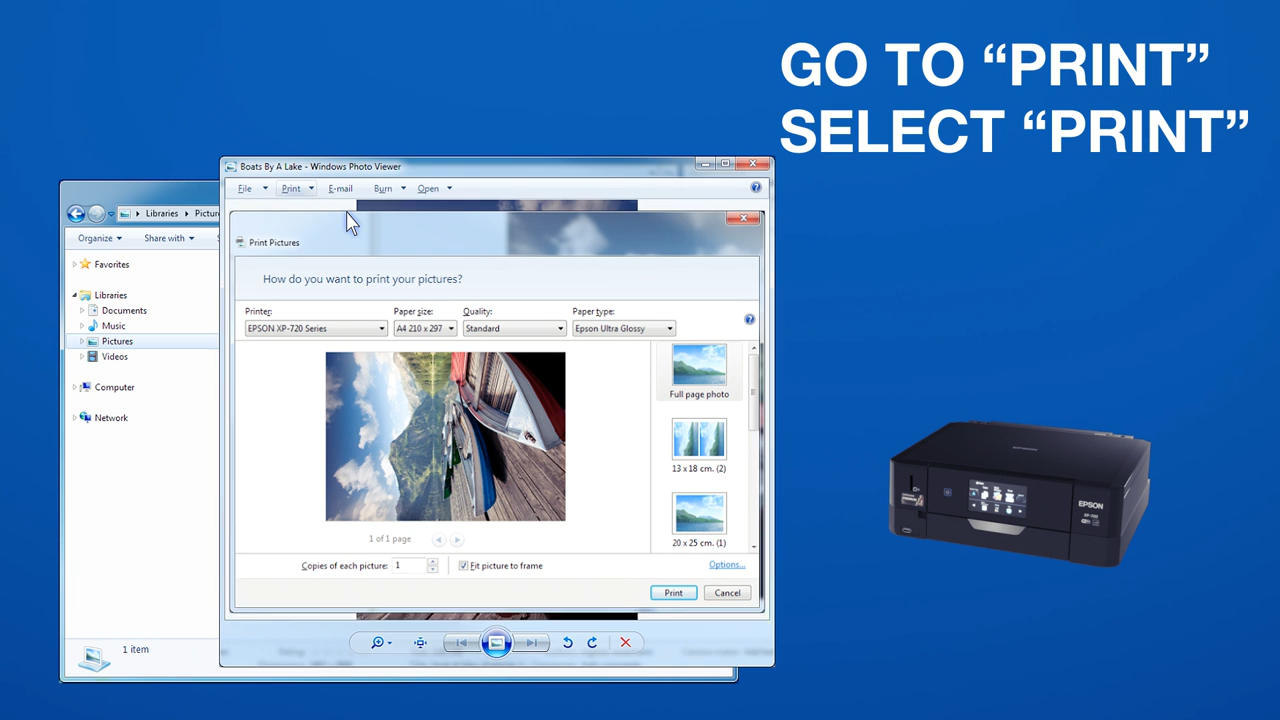 GO TO “PRINT”
SELECT “PRINT”
Boats By A Lake - Windows Photo Viewer
File Print E-mail Burn Open
Libraries Pictur
Organize Share with
Print Pictures
Favorites
Libraries
Documents
Music
Pictures
Videos
Computer
Network
How do you want to print your pictures?
Printer: Paper size: Quality: Paper type:
EPSON XP-720 Series A4 210 x 297 Standard Epson Ultra Glossy
Full page photo
13 x 18 cm. (2)
20 x 25 cm. (1)
1 of 1 page
Copies of each picture: 1 Fit picture to frame Options...
Print Cancel
1 item
EPSON